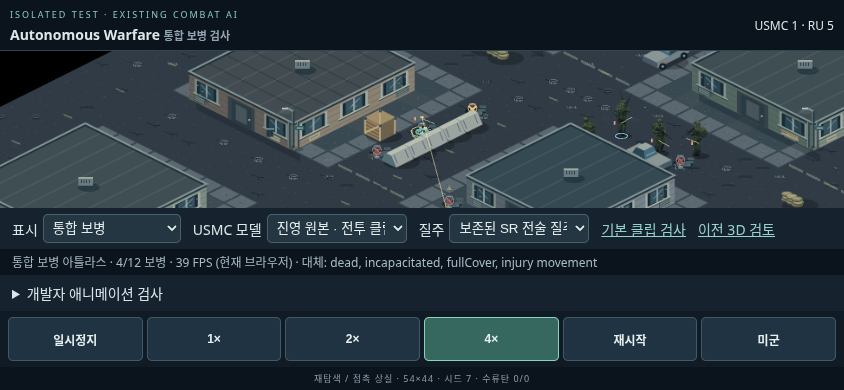 ISOLATED TEST · EXISTING COMBAT AI
Autonomous Warfare 통합 보병 검사
USMC 1 · RU 5
표시 통합 보병 USMC 모델 진영 원본 · 전투 클립 질주 보존된 SR 전술 질주 기본 클립 검사 이전 3D 검토
통합 보병 아틀라스 · 4/12 보병 · 39 FPS (현재 브라우저) · 대체: dead, incapacitated, fullCover, injury movement
▶ 개발자 애니메이션 검사
일시정지 1× 2× 4× 재시작 미군
재탐색 / 접촉 상실 · 54×44 · 시드 7 · 수류탄 0/0